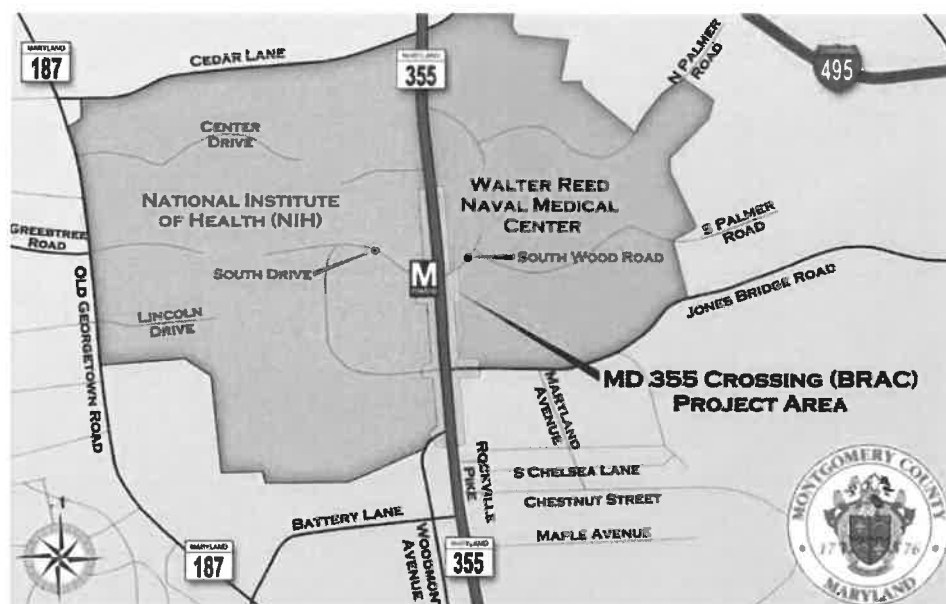 MARYLAND
187
CEDAR LANE
MARYLAND
355
N PALMER
ROAD
495
CENTER
DRIVE
NATIONAL INSTITUTE
OF HEALTH (NIH)
WALTER REED
NAVAL MEDICAL
CENTER
GREEBTREE
ROAD
S PALMER
ROAD
SOUTH DRIVE
M
SOUTH WOOD ROAD
OLD GEORGETOWN ROAD
LINCOLN
DRIVE
JONES BRIDGE ROAD
MD 355 CROSSING (BRAC)
PROJECT AREA
MARYLAND
AVENUE
ROCKVILLE
PIKE
S CHELSEA LANE
CHESTNUT STREET
MAPLE AVENUE
BATTERY LANE
WOODMONT
AVENUE
MARYLAND
187
MARYLAND
355
MONTGOMERY COUNTY
17 76
MARYLAND